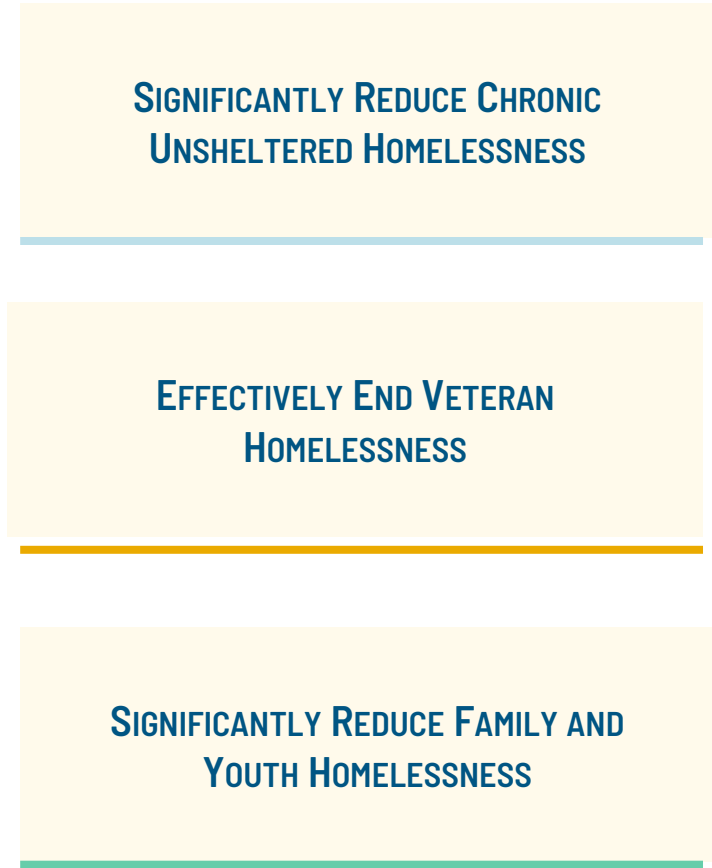 Significantly Reduce Chronic
Unsheltered Homelessness
Effectively End Veteran
Homelessness
Significantly Reduce Family and
Youth Homelessness